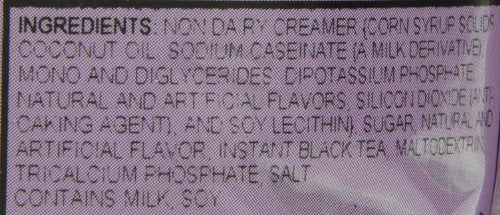 INGREDIENTS: NON DAIRY CREAMER (CORN SYRUP SOLIDS
COCONUT OIL, SODIUM CASEINATE (A MILK DERIVATIVE)
MONO AND DIGLYCERIDES, DIPOTASSIUM PHOSPHATE,
NATURAL AND ARTIFICIAL FLAVORS, SILICON DIOXIDE (ANTI-
CAKING AGENT), AND SOY LECITHIN), SUGAR, NATURAL AND
ARTIFICIAL FLAVOR, INSTANT BLACK TEA, MALTODEXTRIN,
TRICALCIUM PHOSPHATE, SALT
CONTAINS MILK, SOY